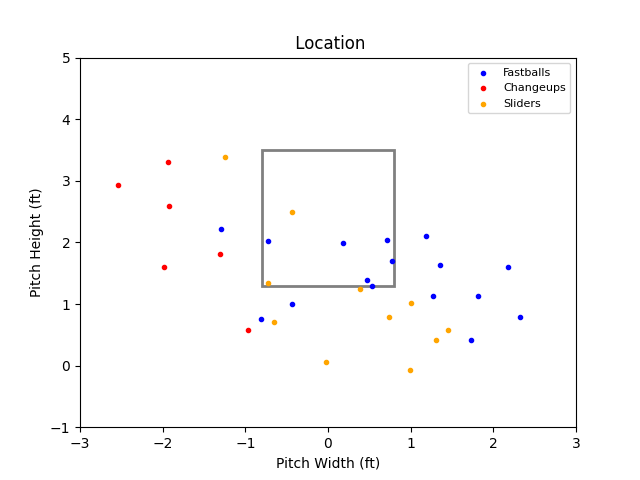 Location
Fastballs
Changeups
Sliders
Pitch Height (ft)
5
4
3
2
1
0
−1
−3
−2
−1
0
1
2
3
Pitch Width (ft)